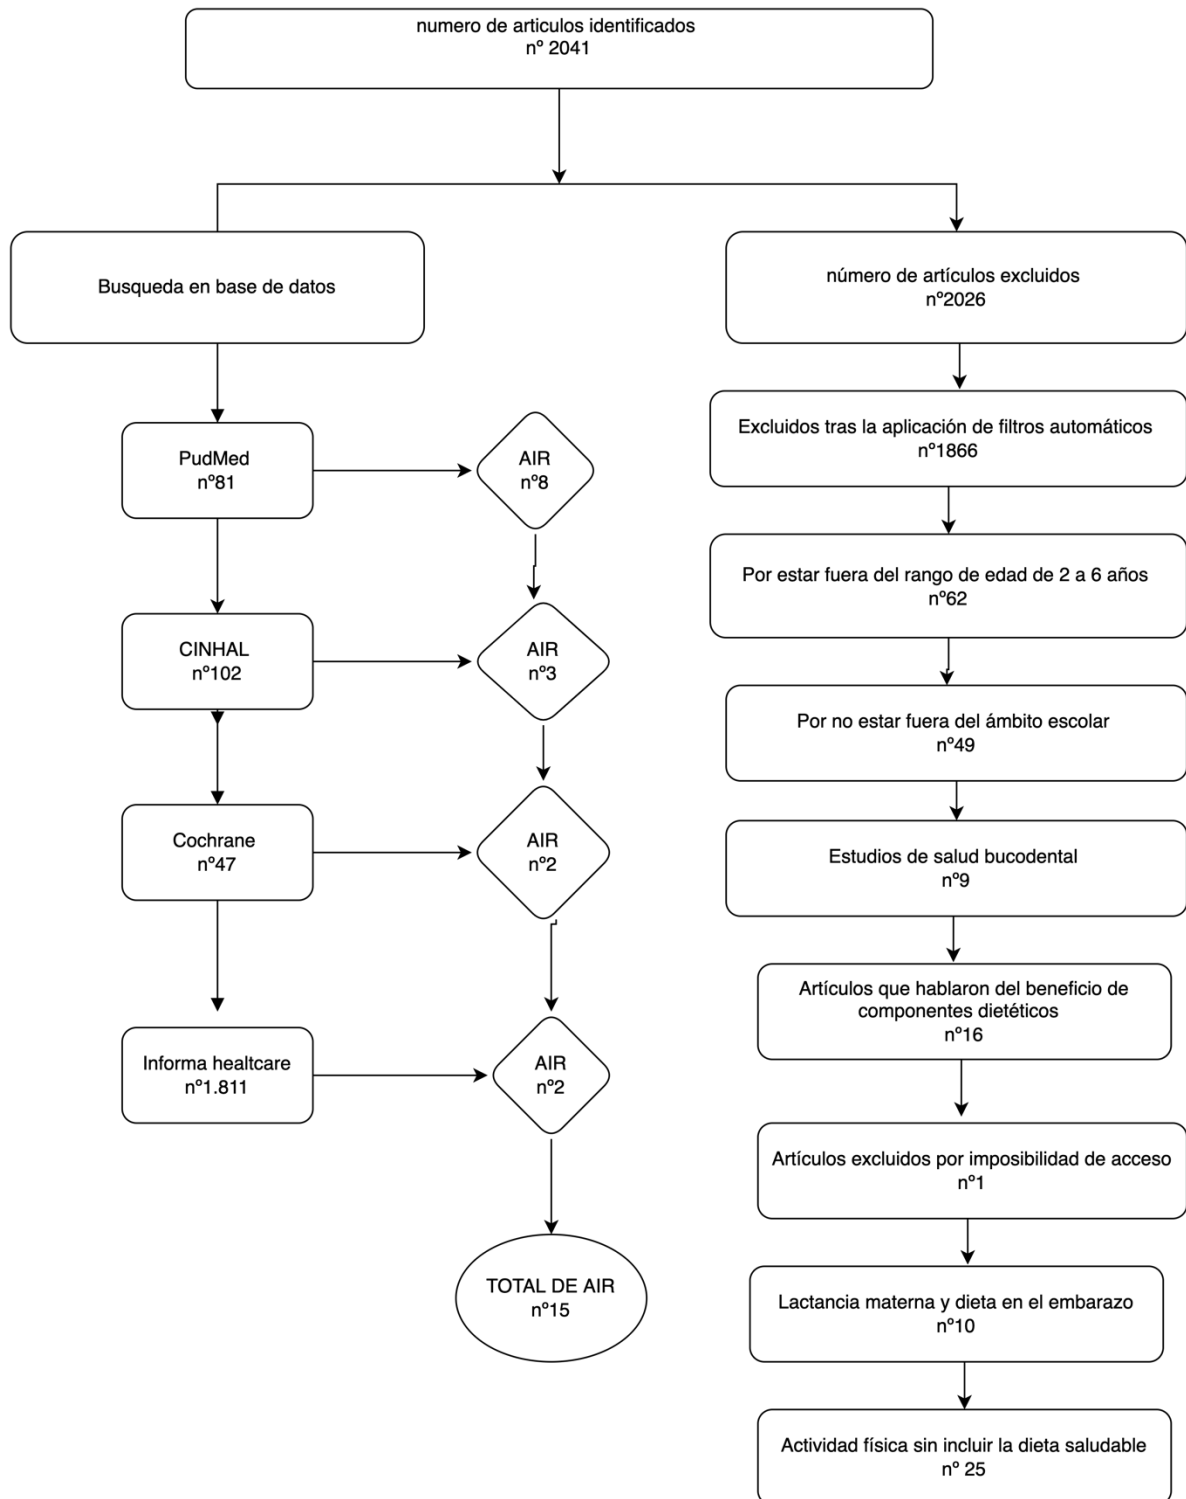 numero de articulos identificados
nº 2041
Busqueda en base de datos
número de artículos excluidos
nº2026
PudMed
nº81
AIR
nº8
CINHAL
nº102
AIR
nº3
Cochrane
nº47
AIR
nº2
Informa healtcare
nº1.811
AIR
nº2
TOTAL DE AIR
nº15
Excluidos tras la aplicación de filtros automáticos
nº1866
Por estar fuera del rango de edad de 2 a 6 años
nº62
Por no estar fuera del ámbito escolar
nº49
Estudios de salud bucodental
nº9
Artículos que hablaron del beneficio de
componentes dietéticos
nº16
Artículos excluidos por imposibilidad de acceso
nº1
Lactancia materna y dieta en el embarazo
nº10
Actividad física sin incluir la dieta saludable
nº 25